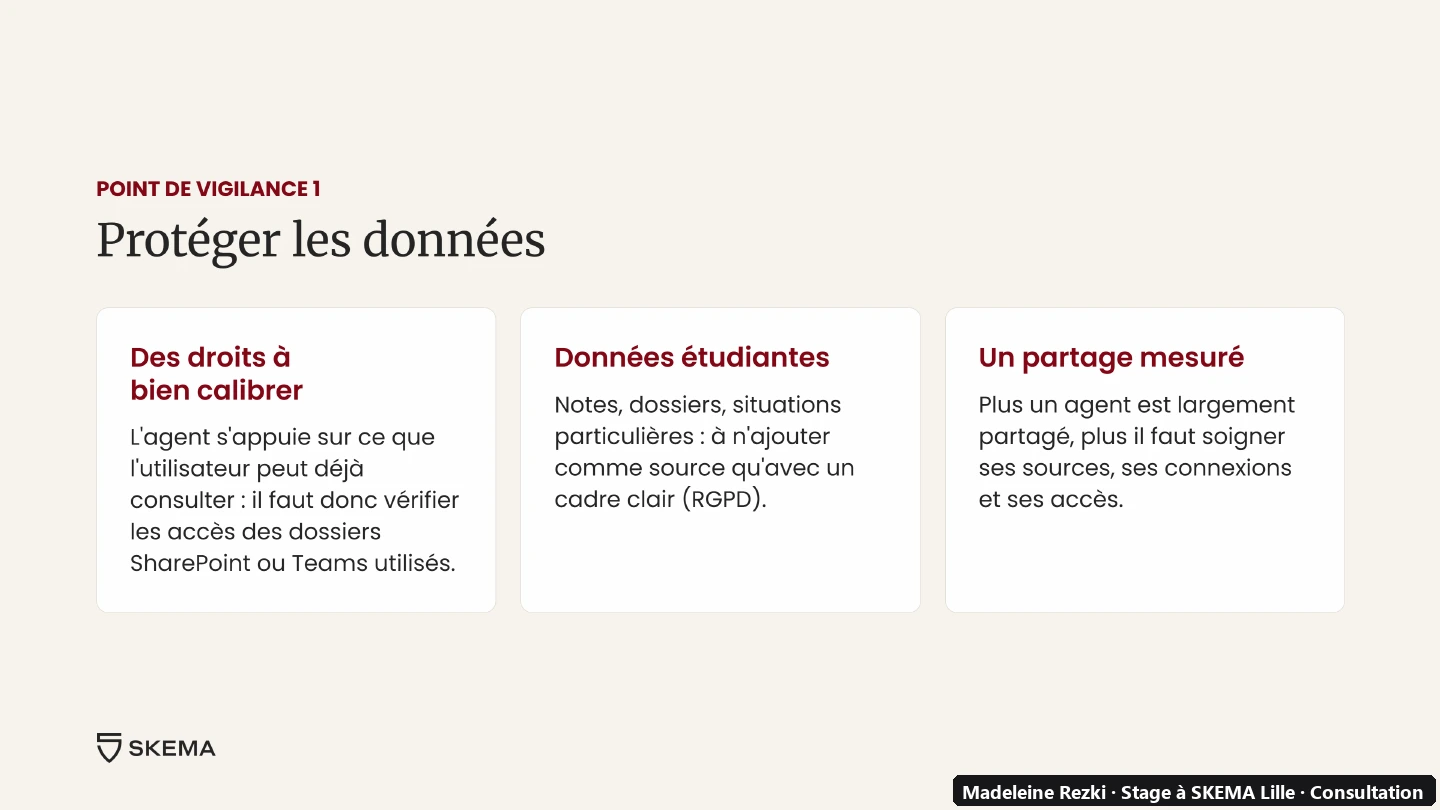 POINT DE VIGILANCE 1
Protéger les données
Des droits à
bien calibrer
L'agent s'appuie sur ce que
l'utilisateur peut déjà
consulter : il faut donc vérifier
les accès des dossiers
SharePoint ou Teams utilisés.
Données étudiantes
Notes, dossiers, situations
particulières : à n'ajouter
comme source qu'avec un
cadre clair (RGPD).
Un partage mesuré
Plus un agent est largement
partagé, plus il faut soigner
ses sources, ses connexions
et ses accès.
SKEMA
Madeleine Rezki · Stage à SKEMA Lille · Consultation